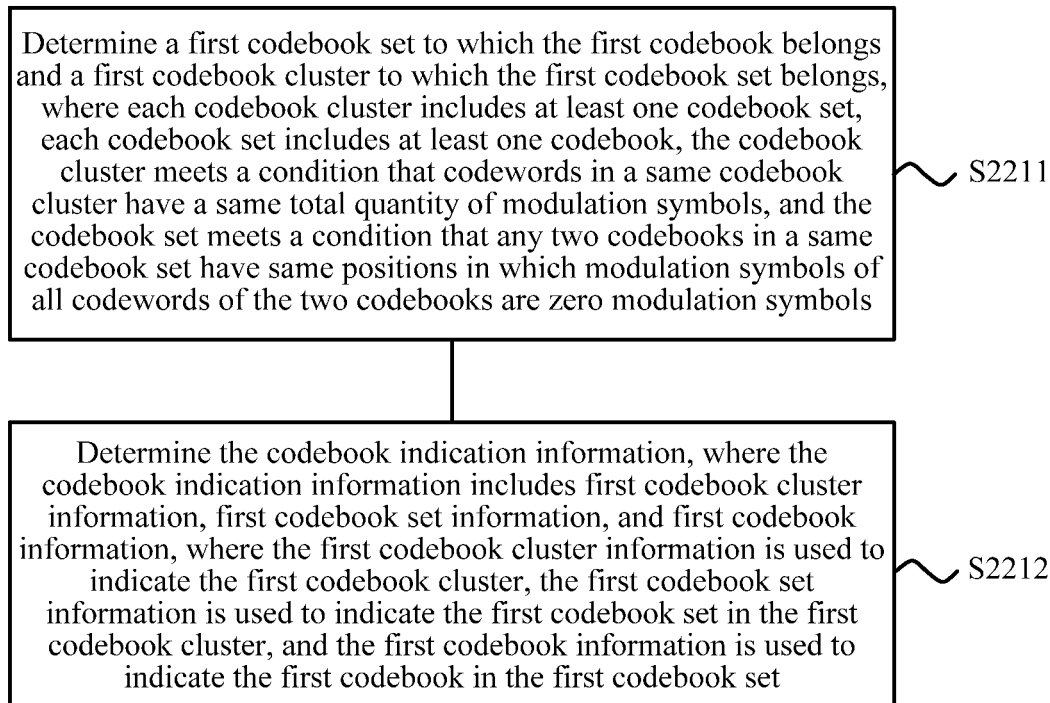 Determine a first codebook set to which the first codebook belongs
and a first codebook cluster to which the first codebook set belongs,
where each codebook cluster includes at least one codebook set,
each codebook set includes at least one codebook, the codebook
cluster meets a condition that codewords in a same codebook
cluster have a same total quantity of modulation symbols, and the
codebook set meets a condition that any two codebooks in a same
codebook set have same positions in which modulation symbols of
all codewords of the two codebooks are zero modulation symbols
S2211
Determine the codebook indication information, where the
codebook indication information includes first codebook cluster
information, first codebook set information, and first codebook
information, where the first codebook cluster information is used to
indicate the first codebook cluster, the first codebook set
information is used to indicate the first codebook set in the first
codebook cluster, and the first codebook information is used to
indicate the first codebook in the first codebook set
S2212